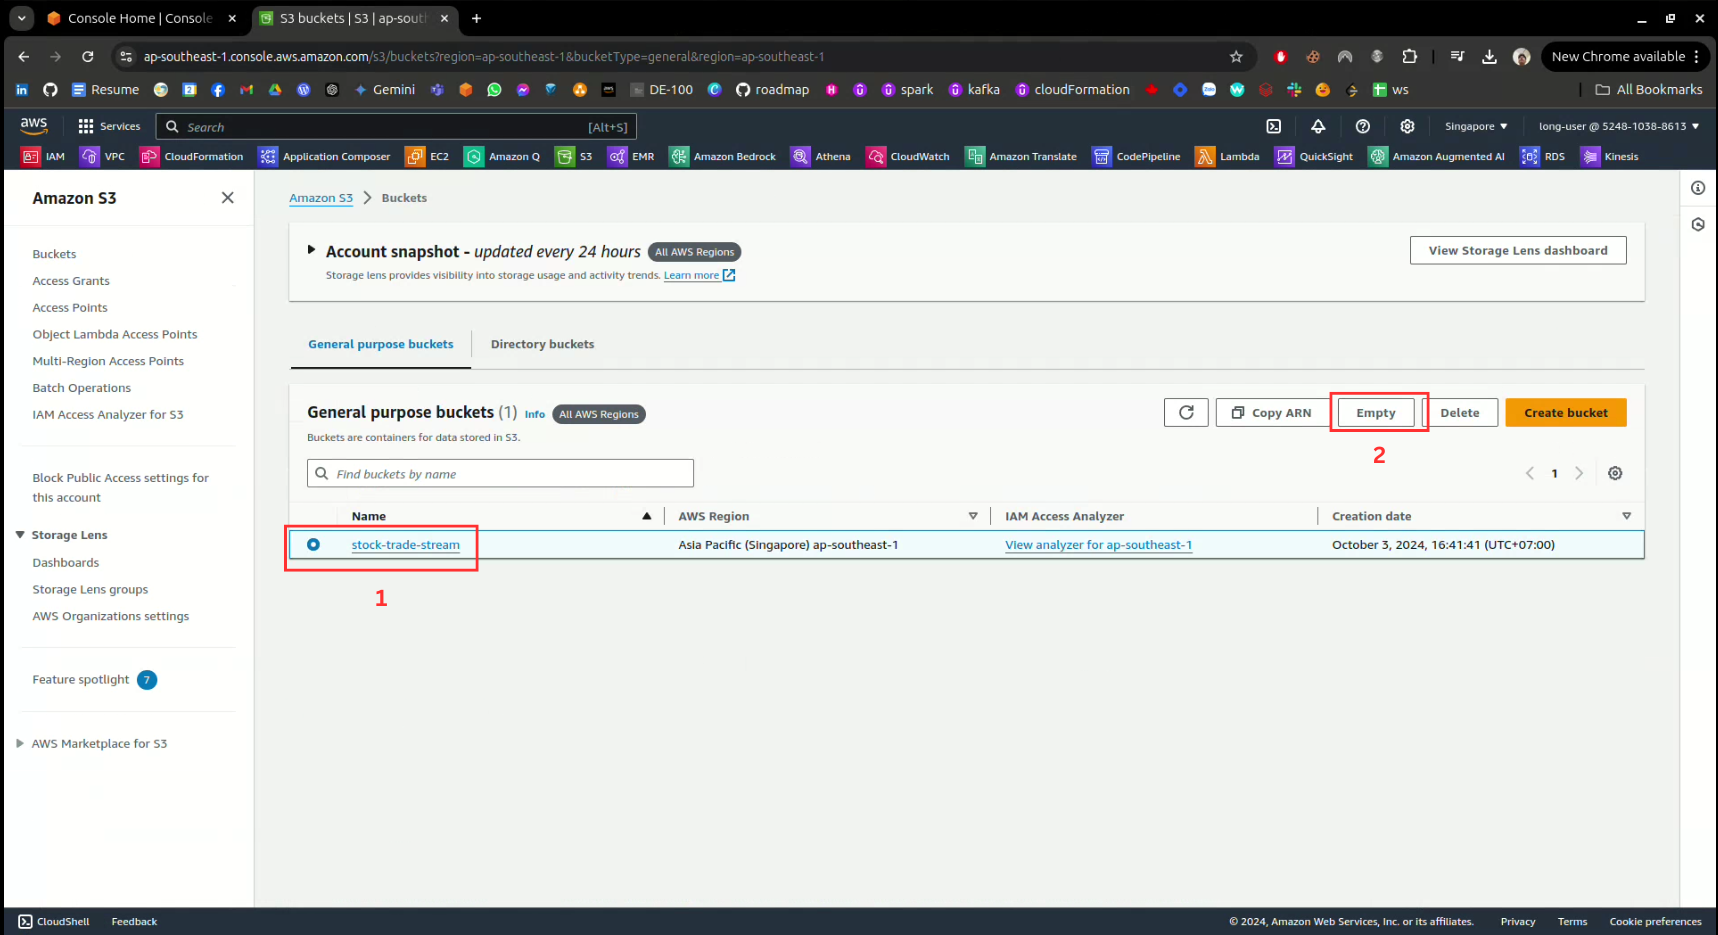 Console Home | Console
S3 buckets | S3 | ap-south
ap-southeast-1.console.aws.amazon.com/s3/buckets?region=ap-southeast-1&bucketType=general&region=ap-southeast-1
New Chrome available
Resume
Gemini
DE-100
roadmap
spark
kafka
cloudFormation
ws
All Bookmarks
aws
Services
Search
[Alt+S]
Singapore
long-user @ 5248-1038-8613
IAM
VPC
CloudFormation
Application Composer
EC2
Amazon Q
S3
EMR
Amazon Bedrock
Athena
CloudWatch
Amazon Translate
CodePipeline
Lambda
QuickSight
Amazon Augmented AI
RDS
Kinesis
Amazon S3
Buckets
Access Grants
Access Points
Object Lambda Access Points
Multi-Region Access Points
Batch Operations
IAM Access Analyzer for S3
Block Public Access settings for
this account
Storage Lens
Dashboards
Storage Lens groups
AWS Organizations settings
Feature spotlight 7
AWS Marketplace for S3
Amazon S3 > Buckets
Account snapshot - updated every 24 hours All AWS Regions
View Storage Lens dashboard
Storage lens provides visibility into storage usage and activity trends. Learn more
General purpose buckets
Directory buckets
General purpose buckets (1) Info All AWS Regions
Copy ARN
Empty
Delete
Create bucket
Buckets are containers for data stored in S3.
2
Find buckets by name
1
Name
AWS Region
IAM Access Analyzer
Creation date
stock-trade-stream
Asia Pacific (Singapore) ap-southeast-1
View analyzer for ap-southeast-1
October 3, 2024, 16:41:41 (UTC+07:00)
1
CloudShell
Feedback
© 2024, Amazon Web Services, Inc. or its affiliates.
Privacy
Terms
Cookie preferences